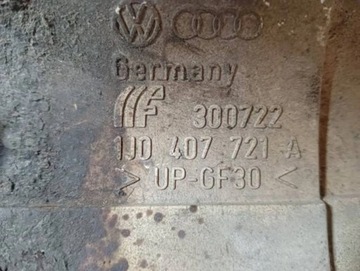 Germany
300722
1J0 407 721 A
> UP-GF30 <